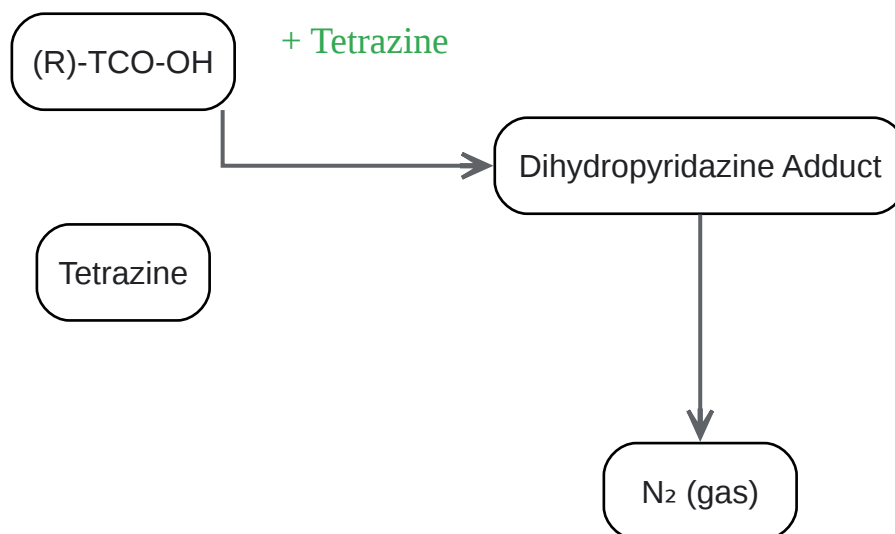 (R)-TCO-OH
+ Tetrazine
Dihydropyridazine Adduct
Tetrazine
N₂ (gas)